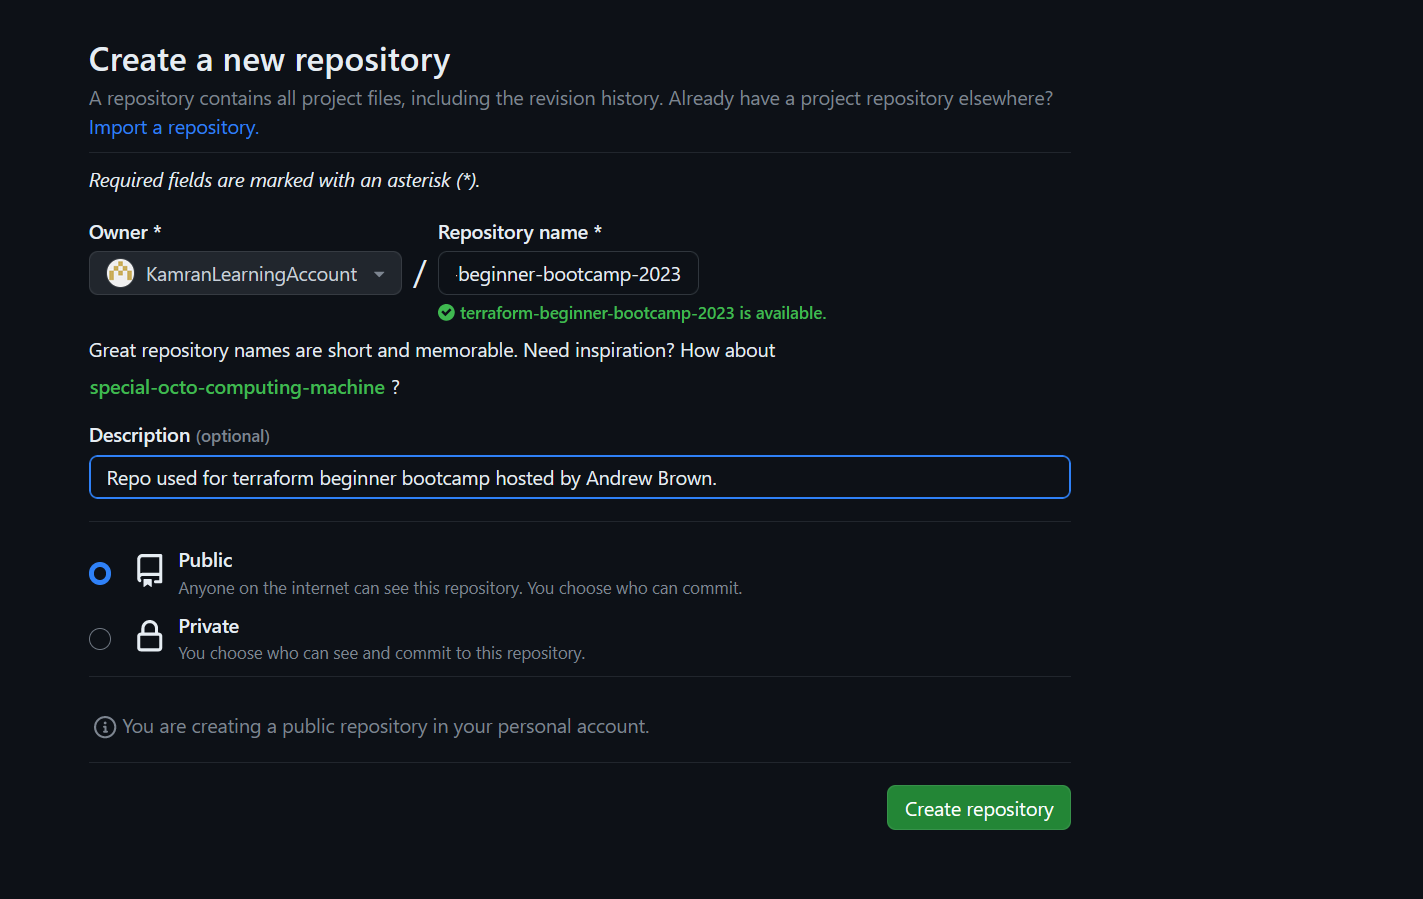 Create a new repository
A repository contains all project files, including the revision history. Already have a project repository elsewhere?
Import a repository.
Required fields are marked with an asterisk (*).
Owner *
Repository name *
KamranLearningAccount
/
-beginner-bootcamp-2023
terraform-beginner-bootcamp-2023 is available.
Great repository names are short and memorable. Need inspiration? How about
special-octo-computing-machine ?
Description (optional)
Repo used for terraform beginner bootcamp hosted by Andrew Brown.
Public
Anyone on the internet can see this repository. You choose who can commit.
Private
You choose who can see and commit to this repository.
You are creating a public repository in your personal account.
Create repository